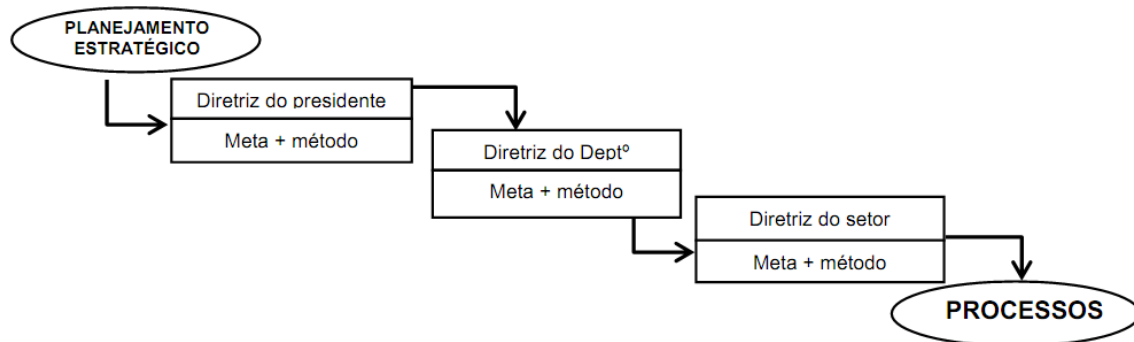 PLANEJAMENTO
ESTRATÉGICO
Diretriz do presidente
Meta + método
Diretriz do Deptº
Meta + método
Diretriz do setor
Meta + método
PROCESSOS